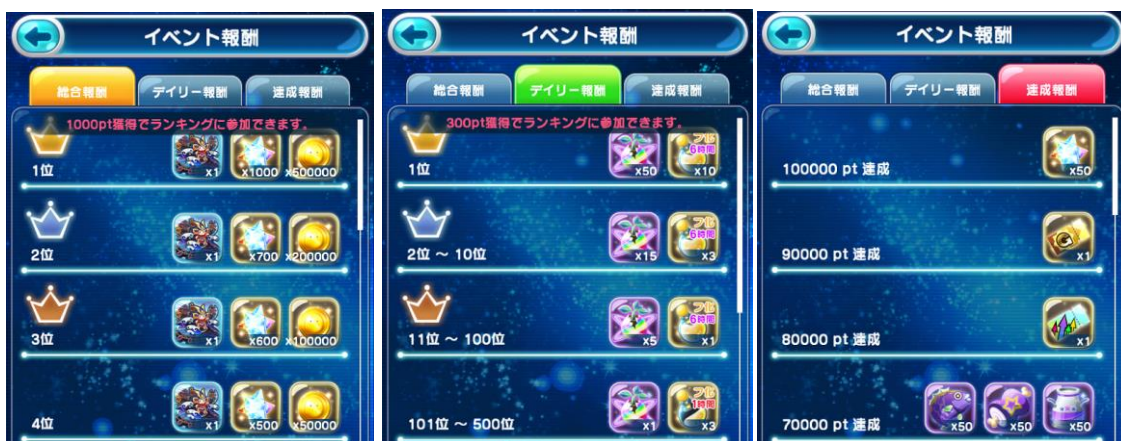 イベント報酬
総合報酬 デイリー報酬 達成報酬
1000pt獲得でランキングに参加できます。
1位 x1 x1000 x500000
2位 x1 x700 x200000
3位 x1 x600 x100000
4位 x1 x500 x50000
イベント報酬
総合報酬 デイリー報酬 達成報酬
300pt獲得でランキングに参加できます。
フル
6時間
1位 x50 x10
フル
6時間
2位 ～ 10位 x15 x3
フル
6時間
11位 ～ 100位 x5 x1
フル
1時間
101位 ～ 500位 x1 x3
イベント報酬
総合報酬 デイリー報酬 達成報酬
100000 pt 達成 x50
90000 pt 達成 x1
80000 pt 達成 x1
70000 pt 達成 x50 x50 x50